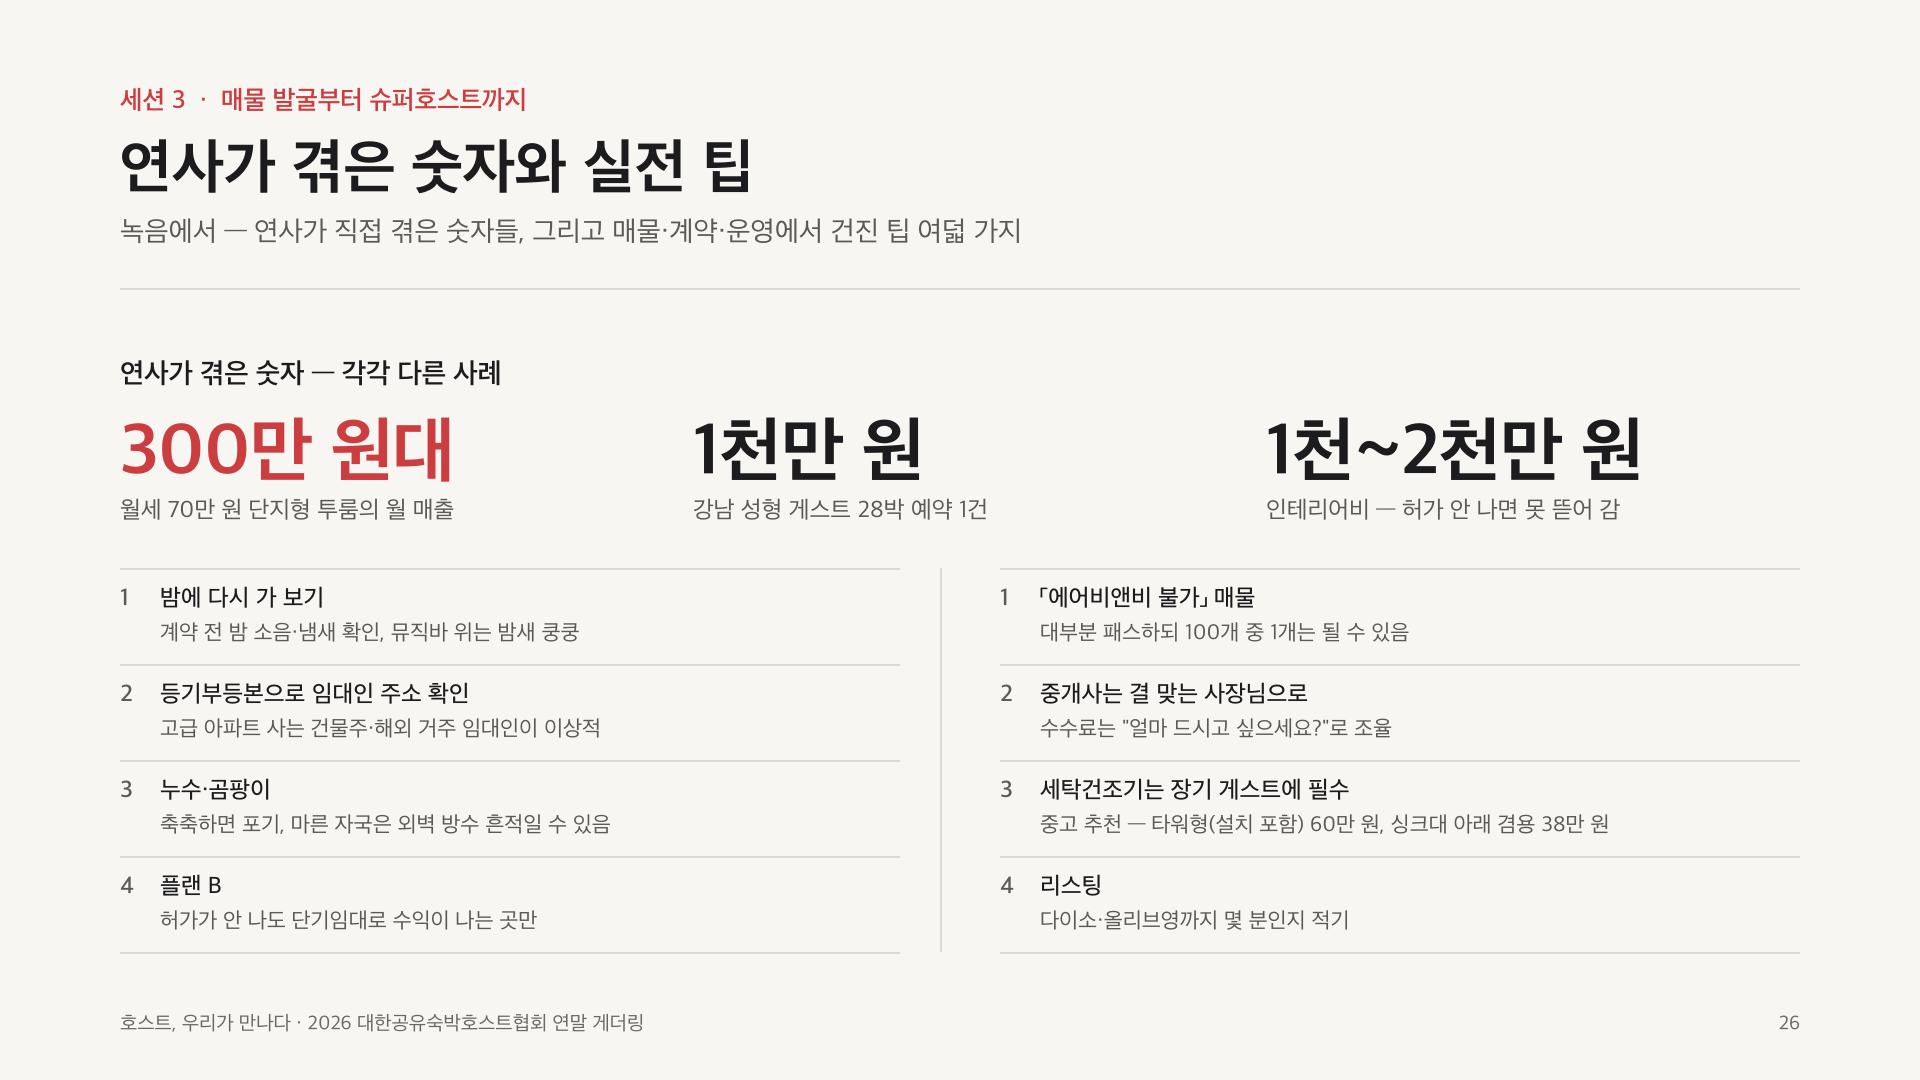 세션 3 · 매물 발굴부터 슈퍼호스트까지
연사가 겪은 숫자와 실전 팁
녹음에서 — 연사가 직접 겪은 숫자들, 그리고 매물·계약·운영에서 건진 팁 여덟 가지
연사가 겪은 숫자 — 각각 다른 사례
300만 원대
월세 70만 원 단지형 투룸의 월 매출
1천만 원
강남 성형 게스트 28박 예약 1건
1천~2천만 원
인테리어비 — 허가 안 나면 못 뜯어 감
1 밤에 다시 가 보기
계약 전 밤 소음·냄새 확인, 뮤직바 위는 밤새 쿵쿵
2 등기부등본으로 임대인 주소 확인
고급 아파트 사는 건물주·해외 거주 임대인이 이상적
3 누수·곰팡이
축축하면 포기, 마른 자국은 외벽 방수 흔적일 수 있음
4 플랜 B
허가가 안 나도 단기임대로 수익이 나는 곳만
1 「에어비앤비 불가」 매물
대부분 패스하되 100개 중 1개는 될 수 있음
2 중개사는 결 맞는 사장님으로
수수료는 "얼마 드시고 싶으세요?"로 조율
3 세탁건조기는 장기 게스트에 필수
중고 추천 — 타워형(설치 포함) 60만 원, 싱크대 아래 겸용 38만 원
4 리스팅
다이소·올리브영까지 몇 분인지 적기
호스트, 우리가 만나다 · 2026 대한공유숙박호스트협회 연말 게더링
26